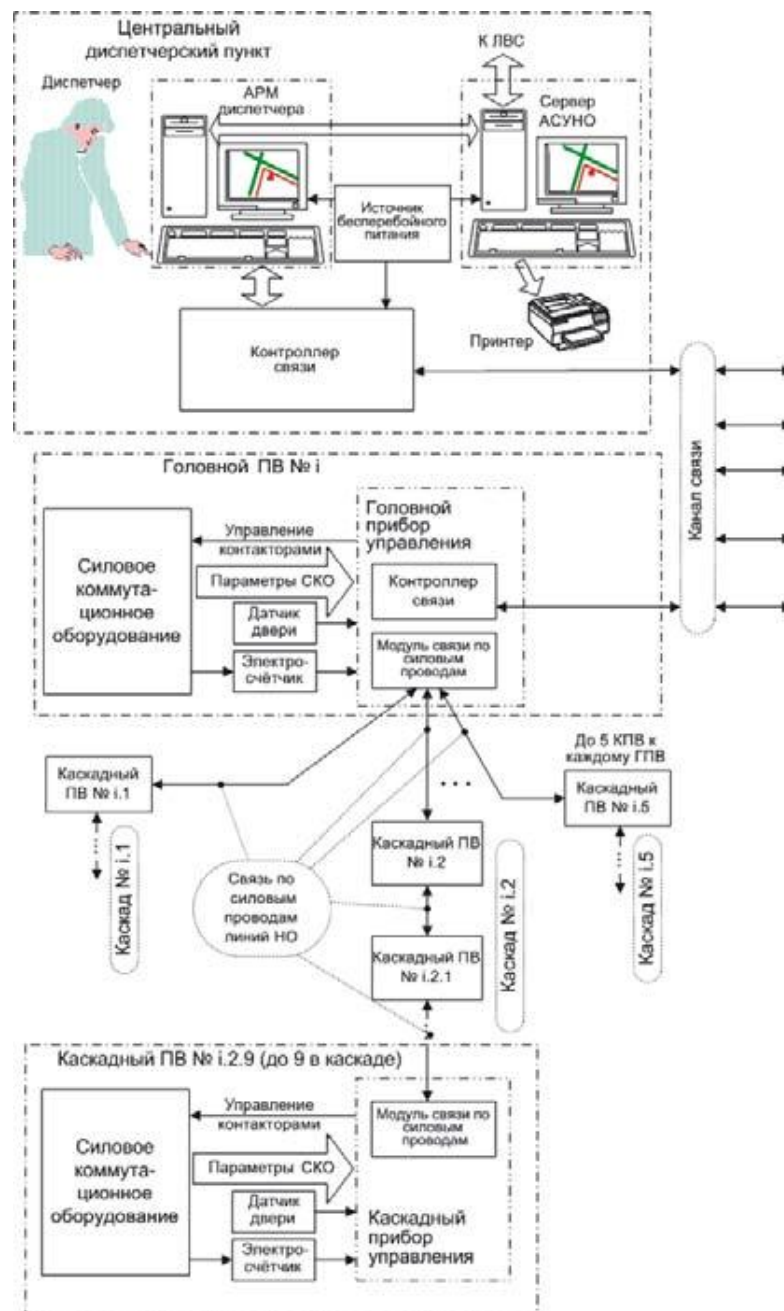 Центральный
диспетчерский пункт
К ЛВС
Диспетчер
АРМ
диспетчера
Сервер
АСУНО
Источник
бесперебойного
питания
Принтер
Контроллер
связи
Канал связи
Головной ПВ № i
Силовое
коммута-
ционное
оборудование
Управление
контакторами
Параметры СКО
Датчик
двери
Электро-
счётчик
Головной
прибор
управления
Контроллер
связи
Модуль связи по
силовым
проводам
До 5 КПВ к
каждому ГПВ
Каскадный
ПВ № i.1
Каскадный
ПВ № i.5
Каскадный ПВ
№ i.2
Каскад № i.1
Связь по
силовым
проводам
линий НО
Каскад № i.2
Каскад № i.5
Каскадный ПВ
№ i.2.1
Каскадный ПВ № i.2.9 (до 9 в каскаде)
Силовое
коммута-
ционное
оборудование
Управление
контакторами
Параметры СКО
Датчик
двери
Электро-
счётчик
Модуль связи по
силовым
проводам
Каскадный
прибор
управления